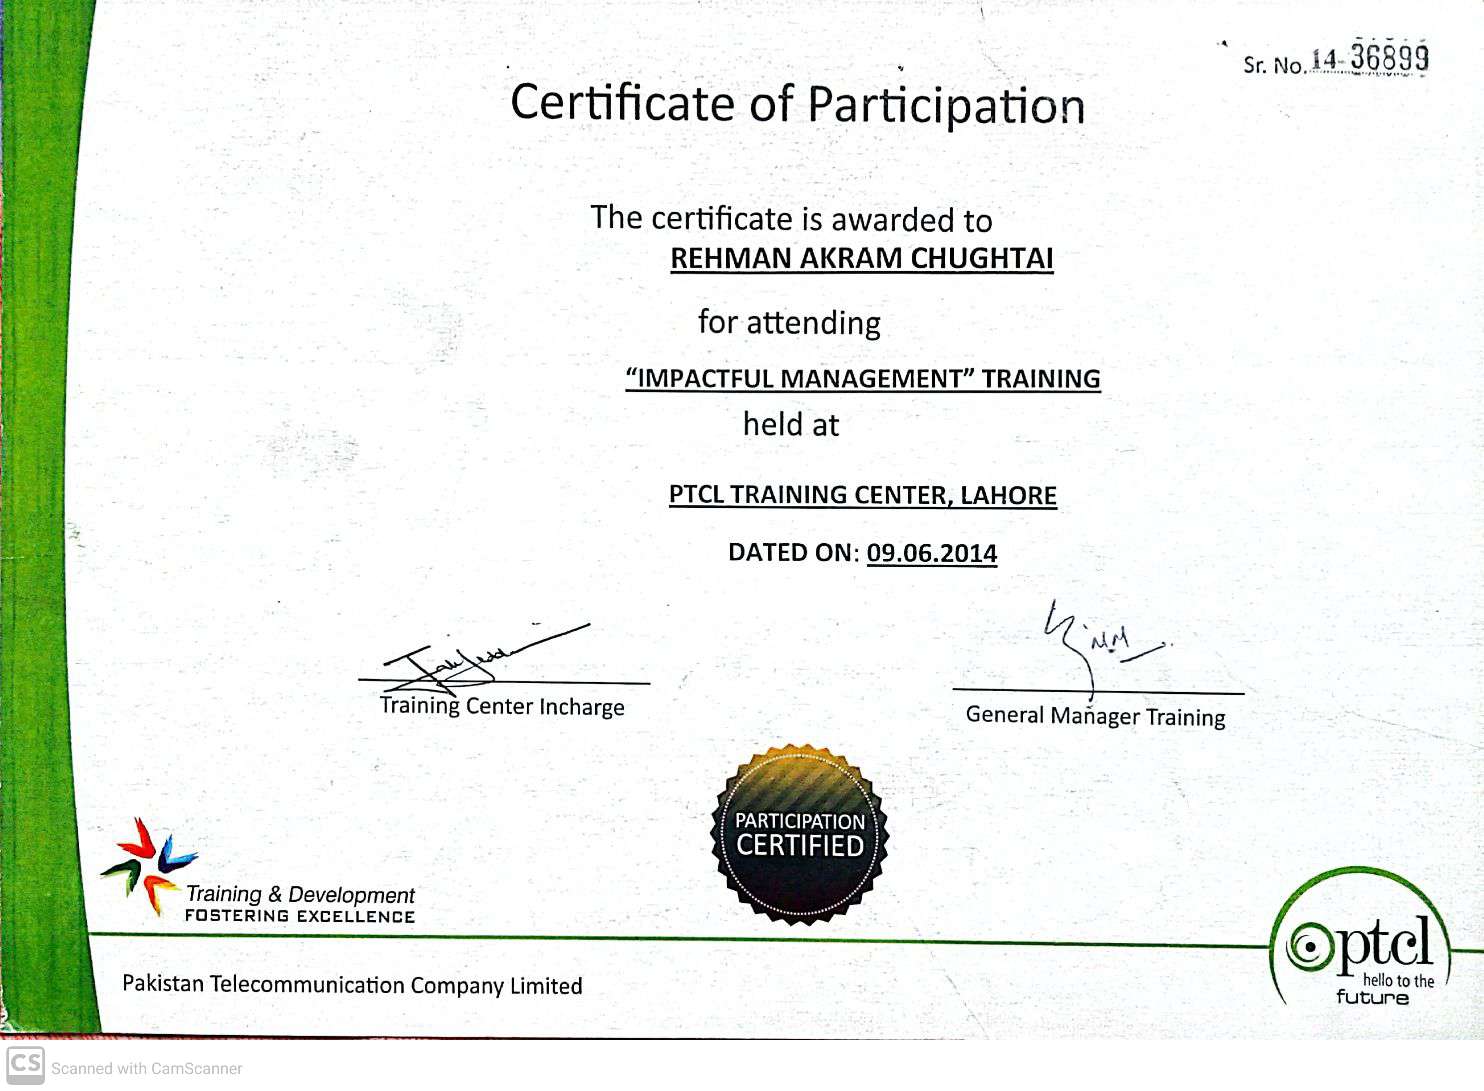 Sr. No. 14-36899
Certificate of Participation
The certificate is awarded to
REHMAN AKRAM CHUGHTAI
for attending
“IMPACTFUL MANAGEMENT” TRAINING
held at
PTCL TRAINING CENTER, LAHORE
DATED ON: 09.06.2014
Training Center Incharge
General Manager Training
PARTICIPATION
CERTIFIED
Training & Development
FOSTERING EXCELLENCE
ptcl
hello to the
future
Pakistan Telecommunication Company Limited
CS Scanned with CamScanner